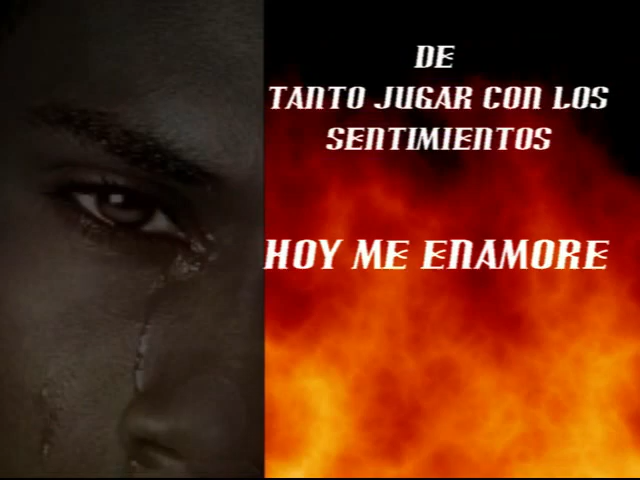 DE
TANTO JUGAR CON LOS
SENTIMIENTOS
HOY ME ENAMORE